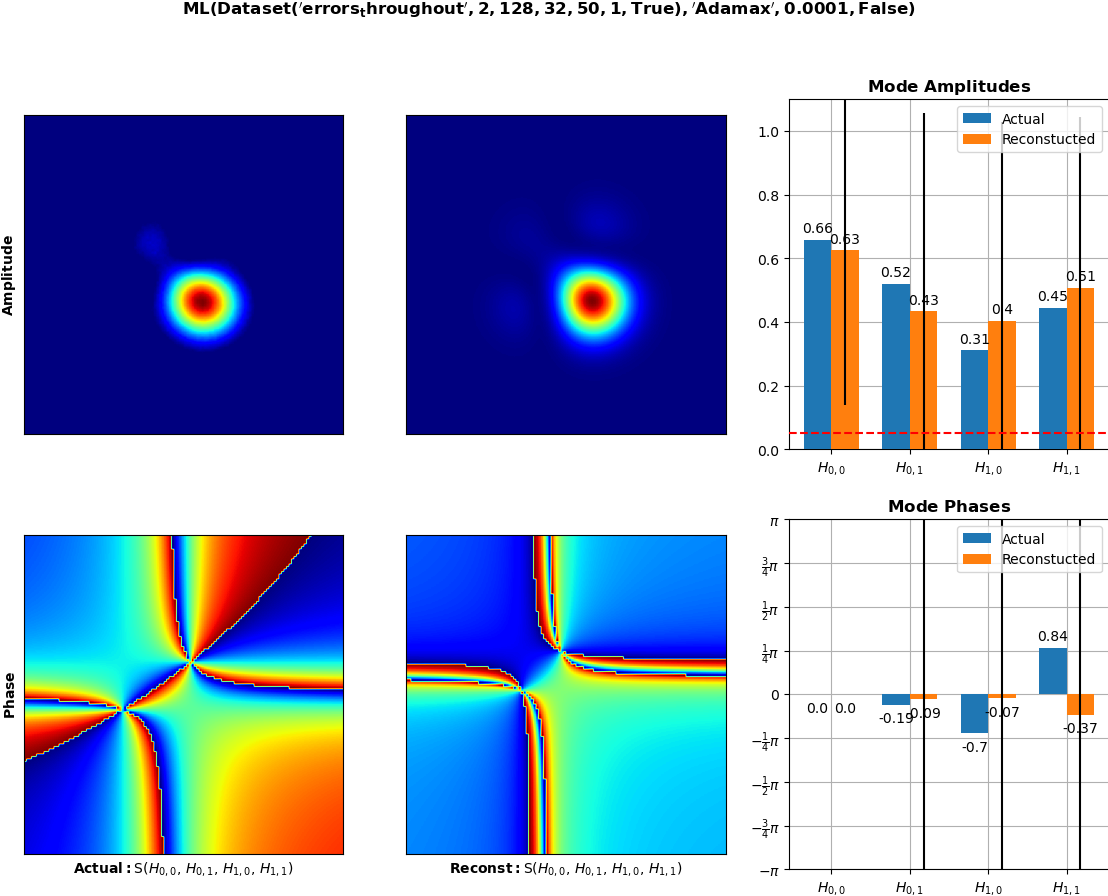 ML(Dataset('errors_throughout', 2, 128, 32, 50, 1, True), 'Adamax', 0.0001, False)
Mode Amplitudes
Amplitude
Actual
Reconstucted
1.0
0.8
0.6
0.4
0.2
0.0
0.66
0.63
0.52
0.43
0.31
0.4
0.45
0.51
H0,0
H0,1
H1,0
H1,1
Mode Phases
Phase
Actual
Reconstucted
π
3/4π
1/2π
1/4π
0
−1/4π
−1/2π
−3/4π
−π
0.0
0.0
-0.19
-0.09
-0.7
-0.07
0.84
-0.37
H0,0
H0,1
H1,0
H1,1
Actual: S(H0,0, H0,1, H1,0, H1,1)
Reconst: S(H0,0, H0,1, H1,0, H1,1)